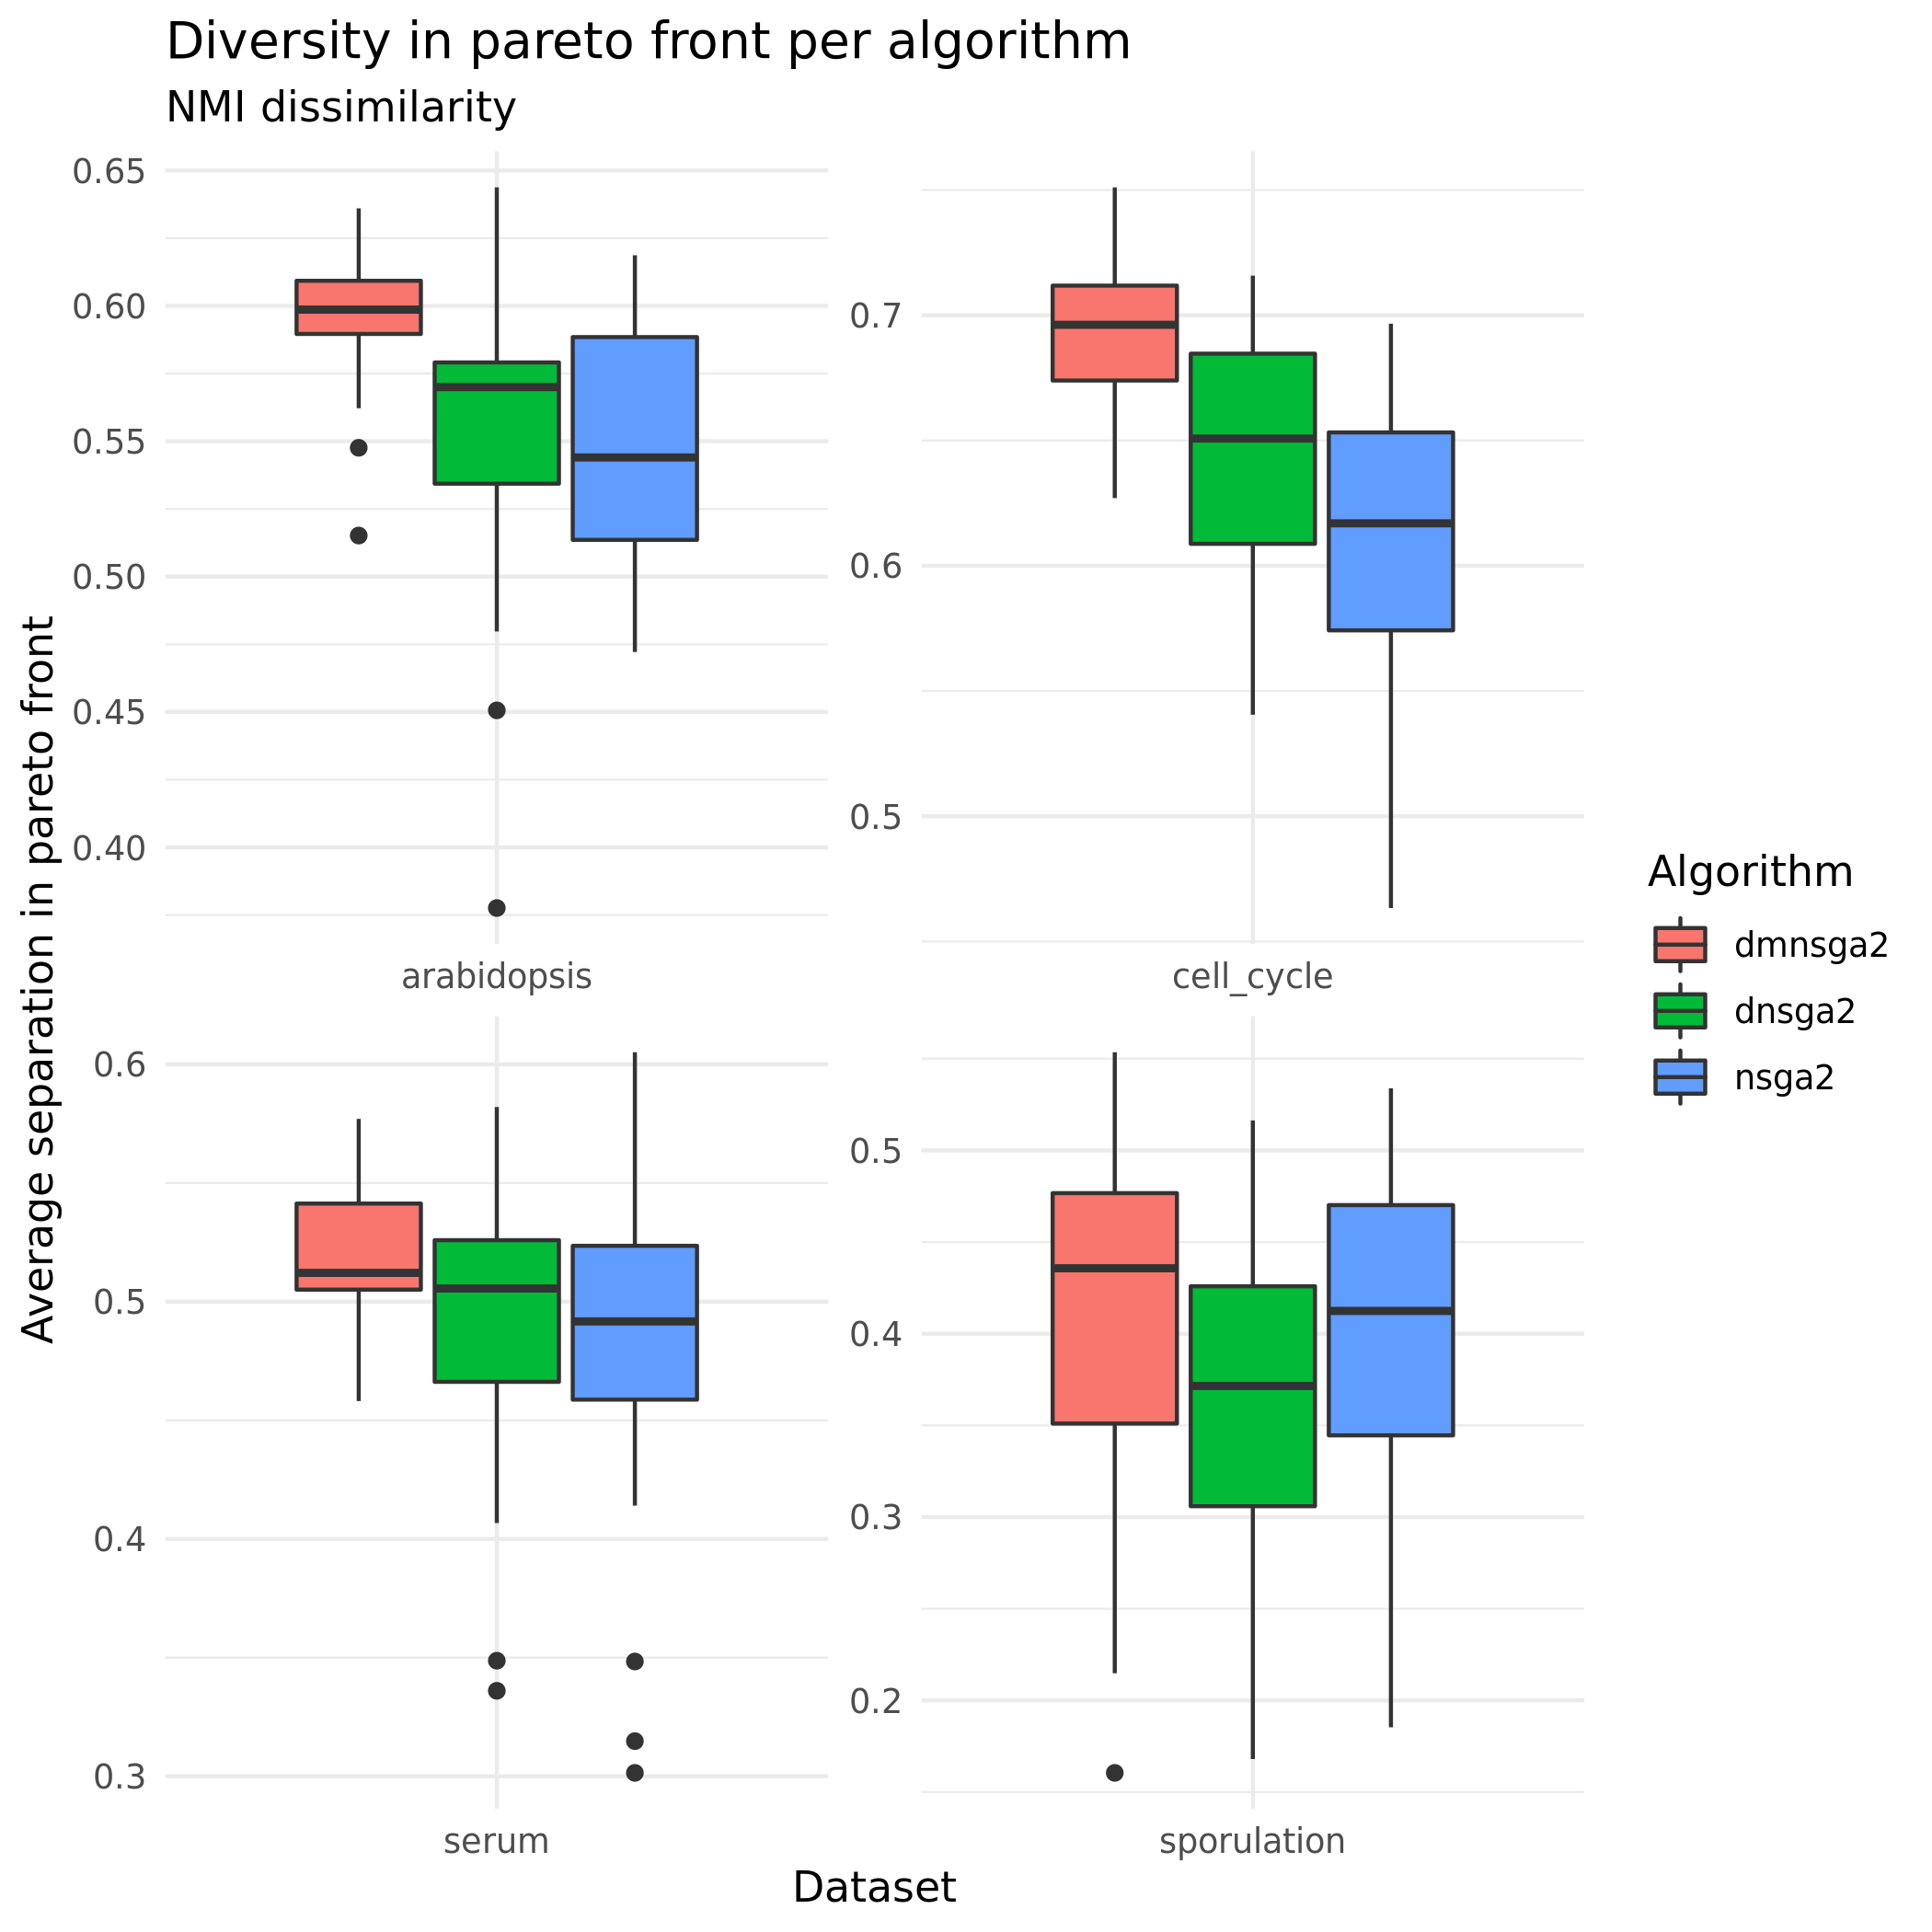 Diversity in pareto front per algorithm
NMI dissimilarity
Average separation in pareto front
0.65
0.60
0.55
0.50
0.45
0.40
arabidopsis
0.7
0.6
0.5
cell_cycle
0.6
0.5
0.4
0.3
serum
0.5
0.4
0.3
0.2
sporulation
Dataset
Algorithm
dmnsga2
dnsga2
nsga2